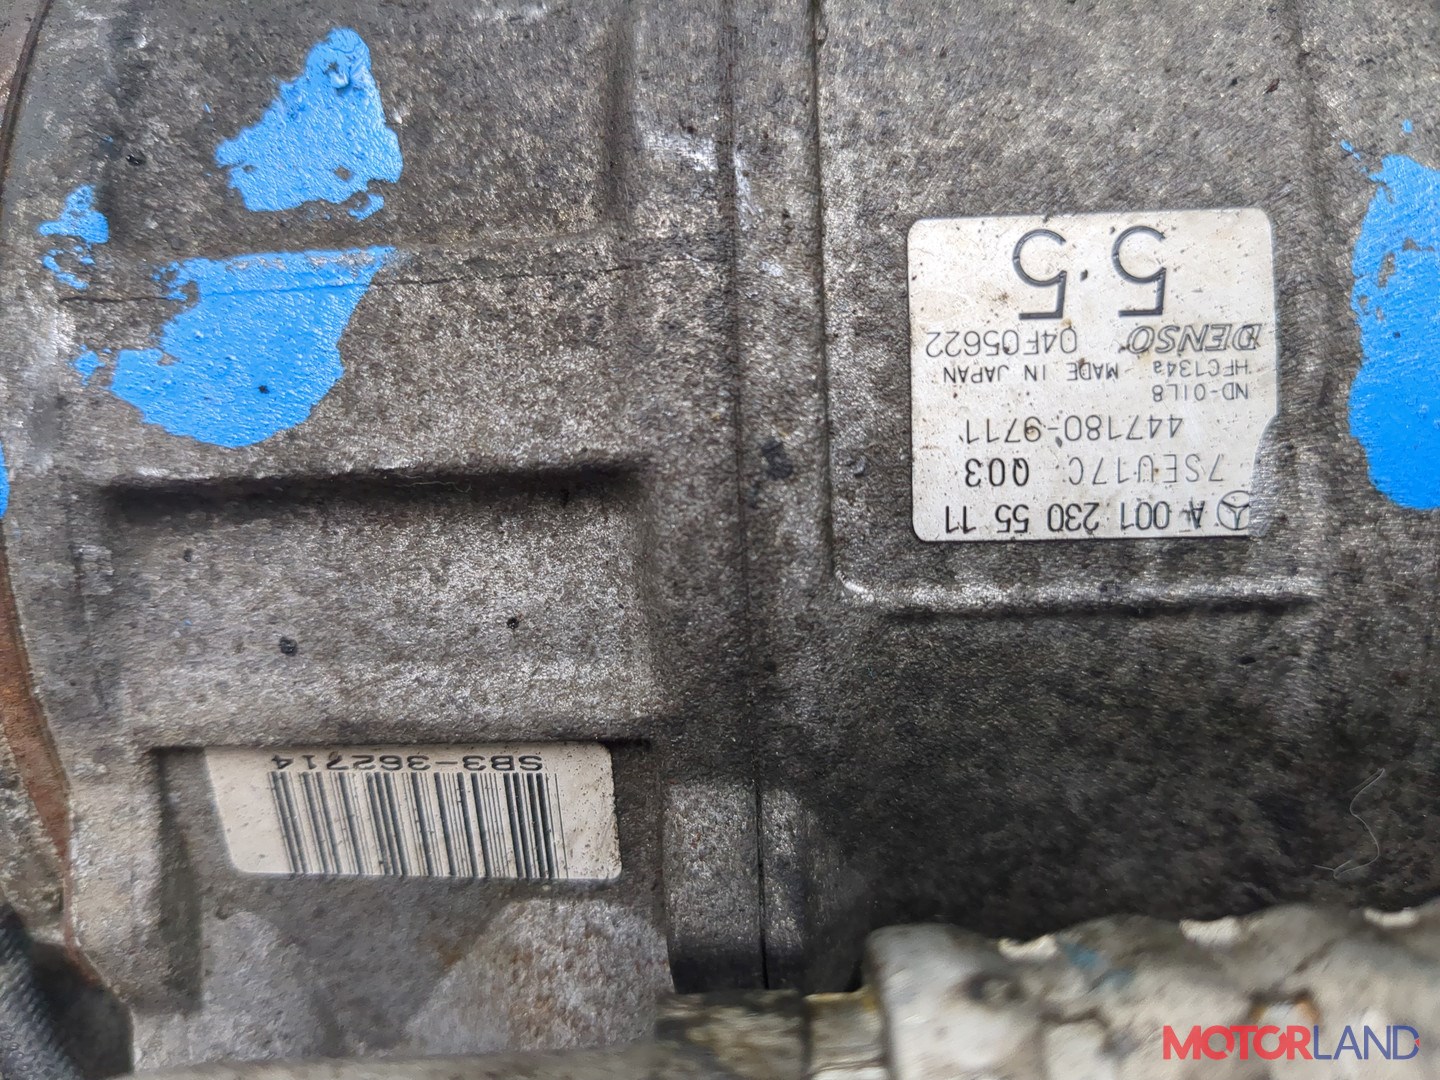 A 001 230 55 11
7SEU17C Q03
447180-9711
ND-OIL8
HFC134a MADE IN JAPAN
DENSO 04F05622
5.5
SB3-362714
MOTORLAND